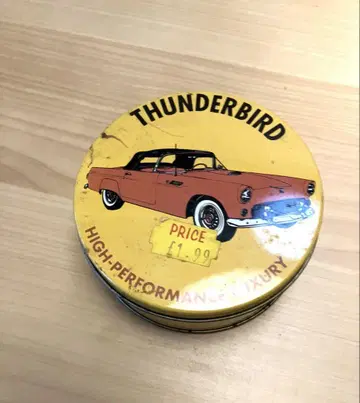 THUNDERBIRD
PRICE
£1.99
HIGH-PERFORMANCE LUXURY